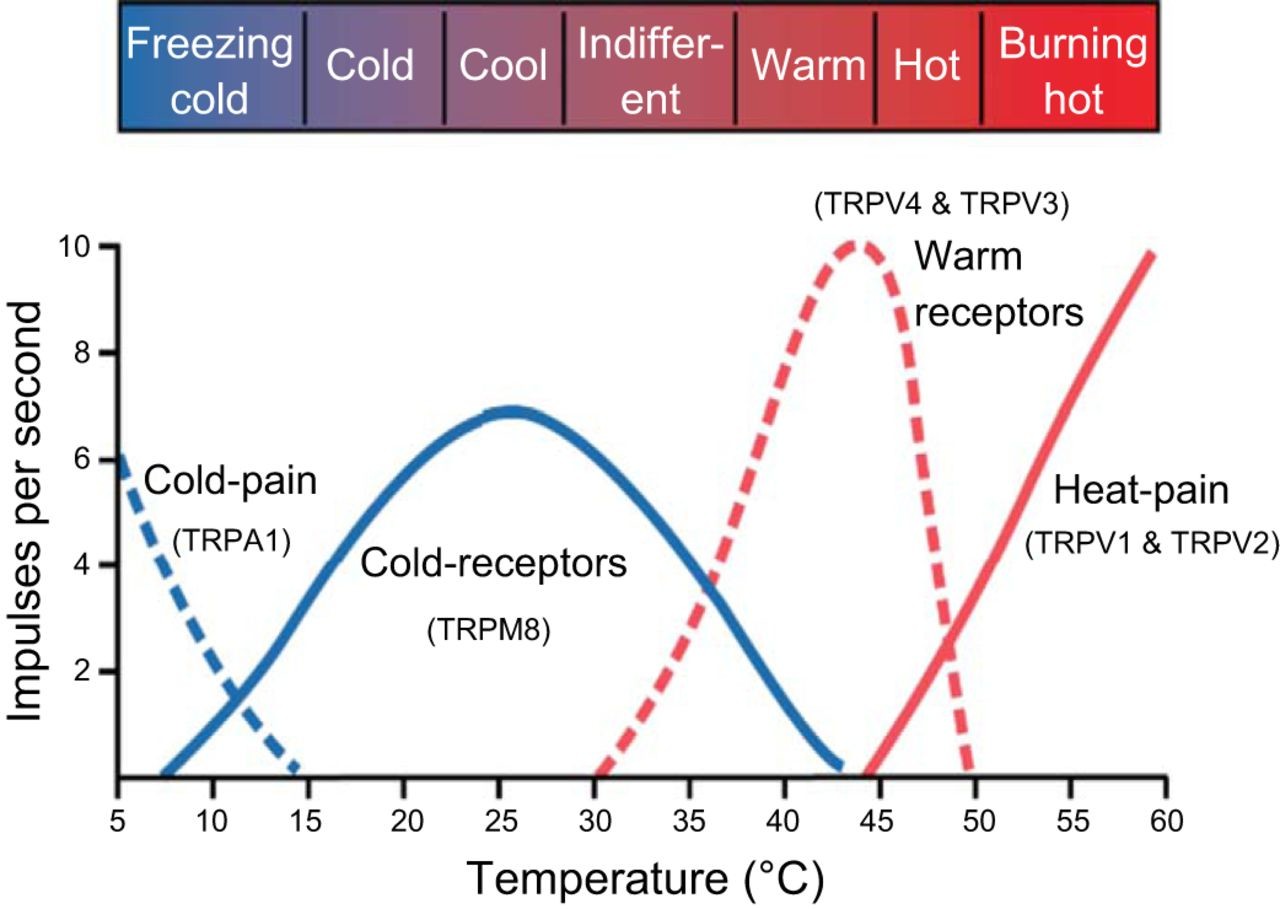 Freezing cold
Cold
Cool
Indiffer-
ent
Warm
Hot
Burning
hot
(TRPV4 & TRPV3)
Warm
receptors
10
8
6
4
2
Impulses per second
Cold-pain
(TRPA1)
Cold-receptors
(TRPM8)
Heat-pain
(TRPV1 & TRPV2)
5 10 15 20 25 30 35 40 45 50 55 60
Temperature (°C)